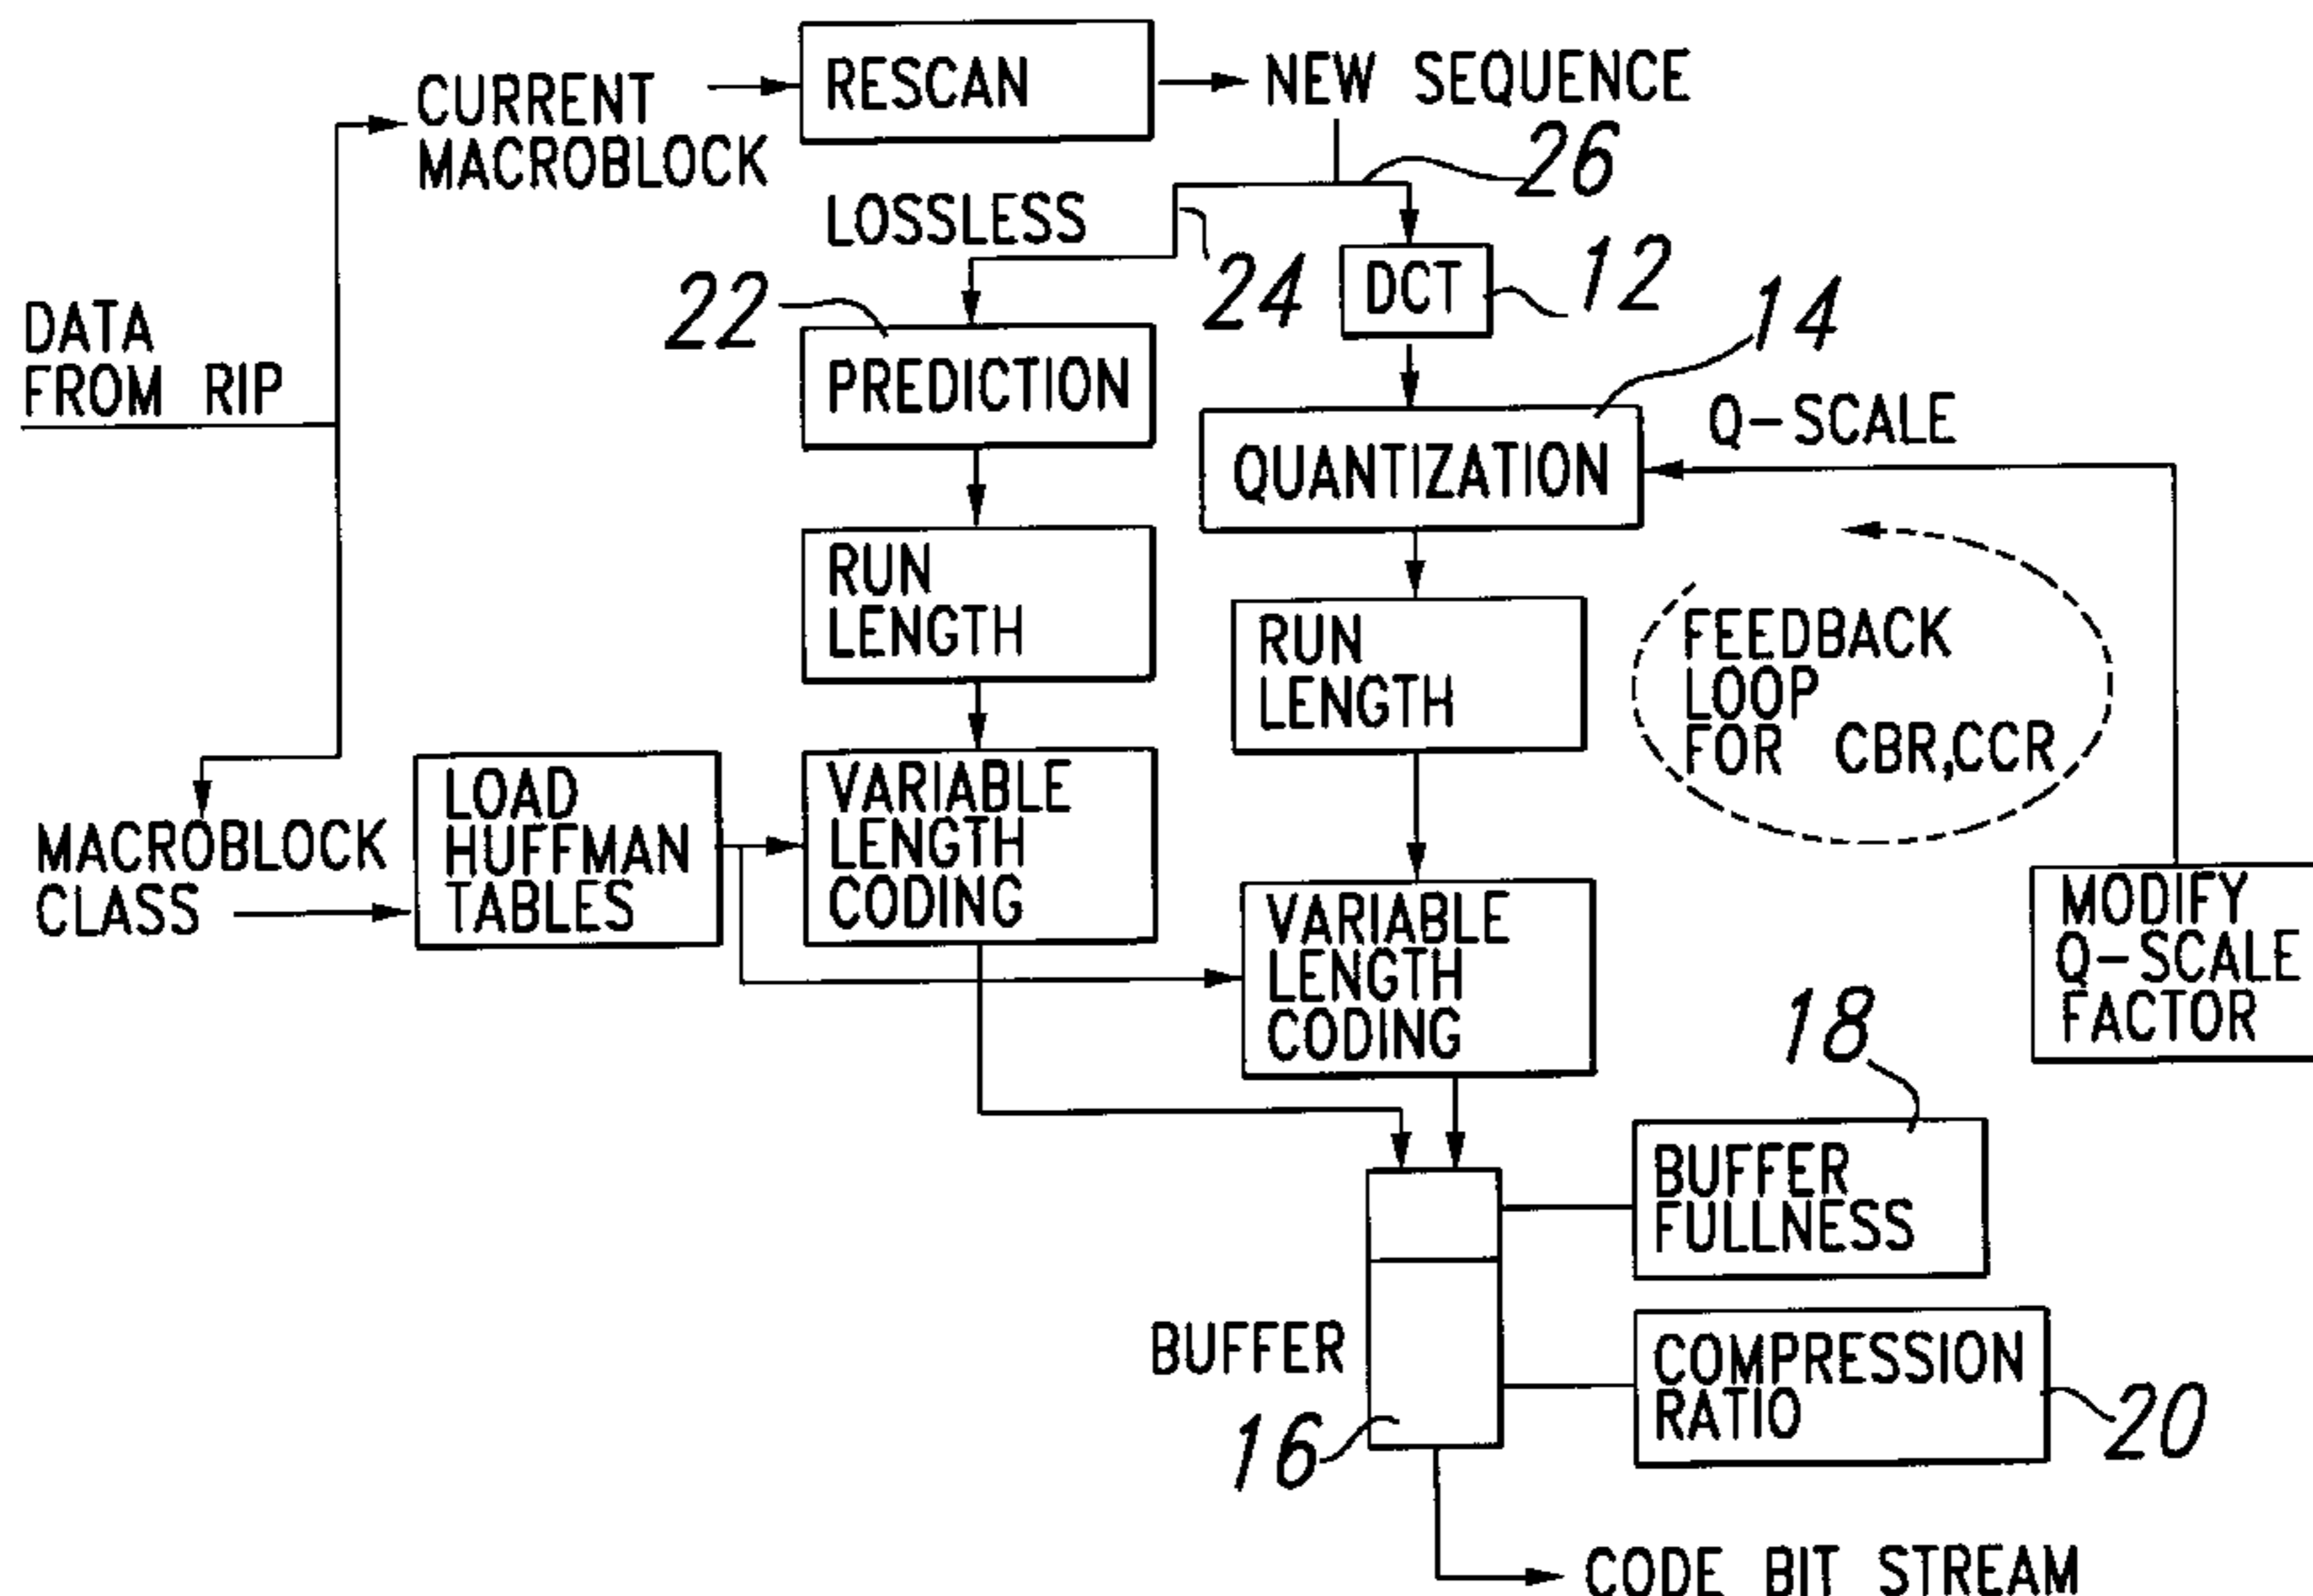 CURRENT
MACROBLOCK
RESCAN
NEW SEQUENCE
26
LOSSLESS
24
DCT
12
22
14
DATA
FROM RIP
PREDICTION
QUANTIZATION
Q-SCALE
RUN
LENGTH
RUN
LENGTH
FEEDBACK
LOOP
FOR CBR,CCR
MACROBLOCK
CLASS
LOAD
HUFFMAN
TABLES
VARIABLE
LENGTH
CODING
VARIABLE
LENGTH
CODING
MODIFY
Q-SCALE
FACTOR
18
BUFFER
FULLNESS
BUFFER
16
COMPRESSION
RATIO
20
CODE BIT STREAM